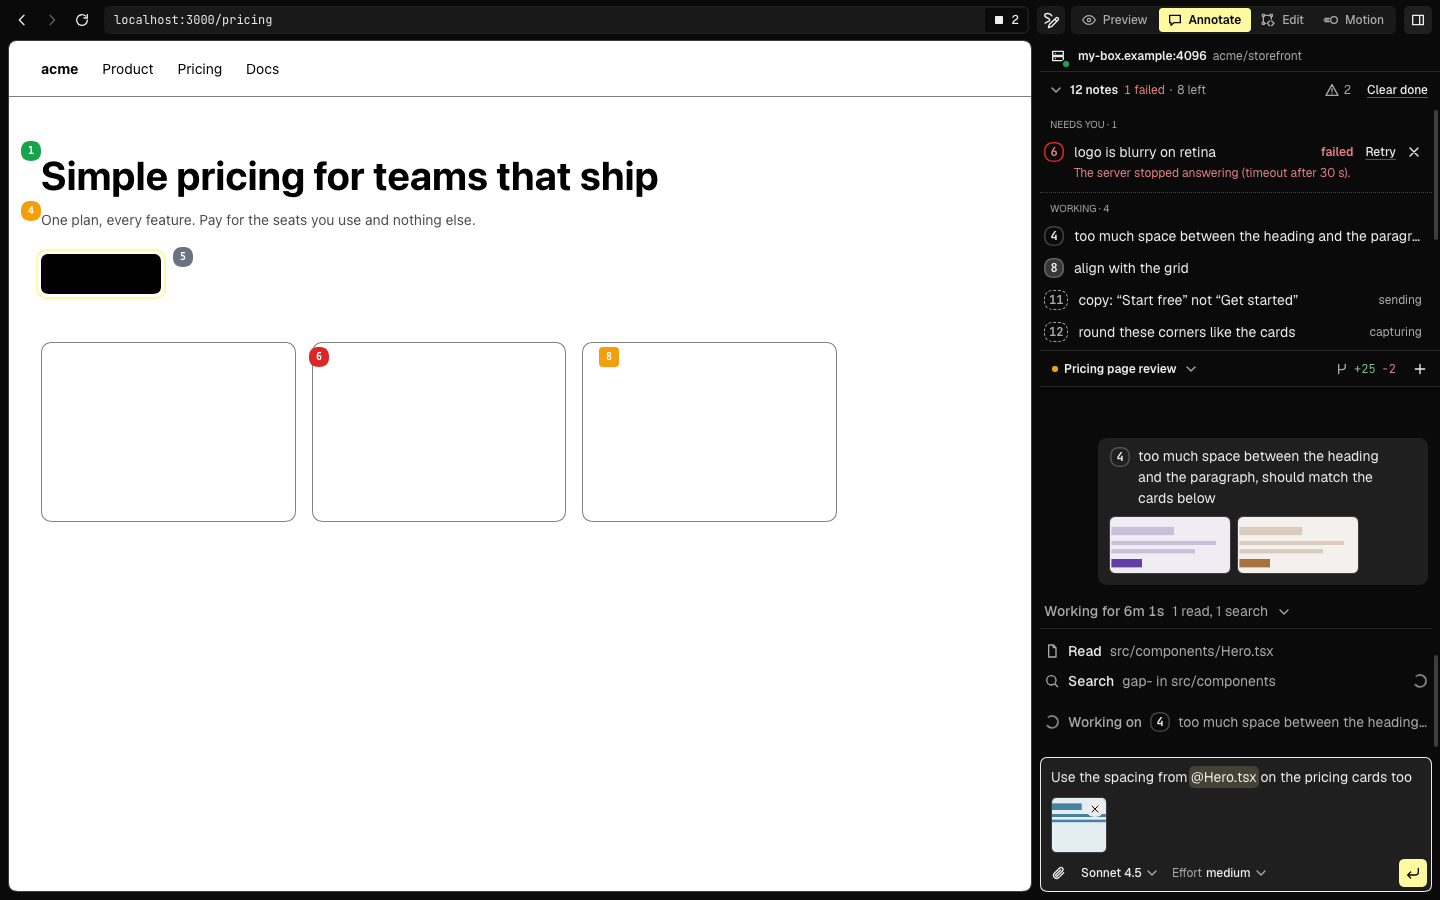 localhost:3000/pricing
2
Preview
Annotate
Edit
Motion
acme
Product
Pricing
Docs
1
Simple pricing for teams that ship
4
One plan, every feature. Pay for the seats you use and nothing else.
5
6
8
my-box.example:4096 acme/storefront
12 notes 1 failed · 8 left
2
Clear done
NEEDS YOU · 1
6 logo is blurry on retina failed Retry
The server stopped answering (timeout after 30 s).
WORKING · 4
4 too much space between the heading and the paragr…
8 align with the grid
11 copy: “Start free” not “Get started” sending
12 round these corners like the cards capturing
Pricing page review +25 -2
4 too much space between the heading
and the paragraph, should match the
cards below
Working for 6m 1s 1 read, 1 search
Read src/components/Hero.tsx
Search gap- in src/components
Working on 4 too much space between the heading…
Use the spacing from @Hero.tsx on the pricing cards too
Sonnet 4.5 Effort medium